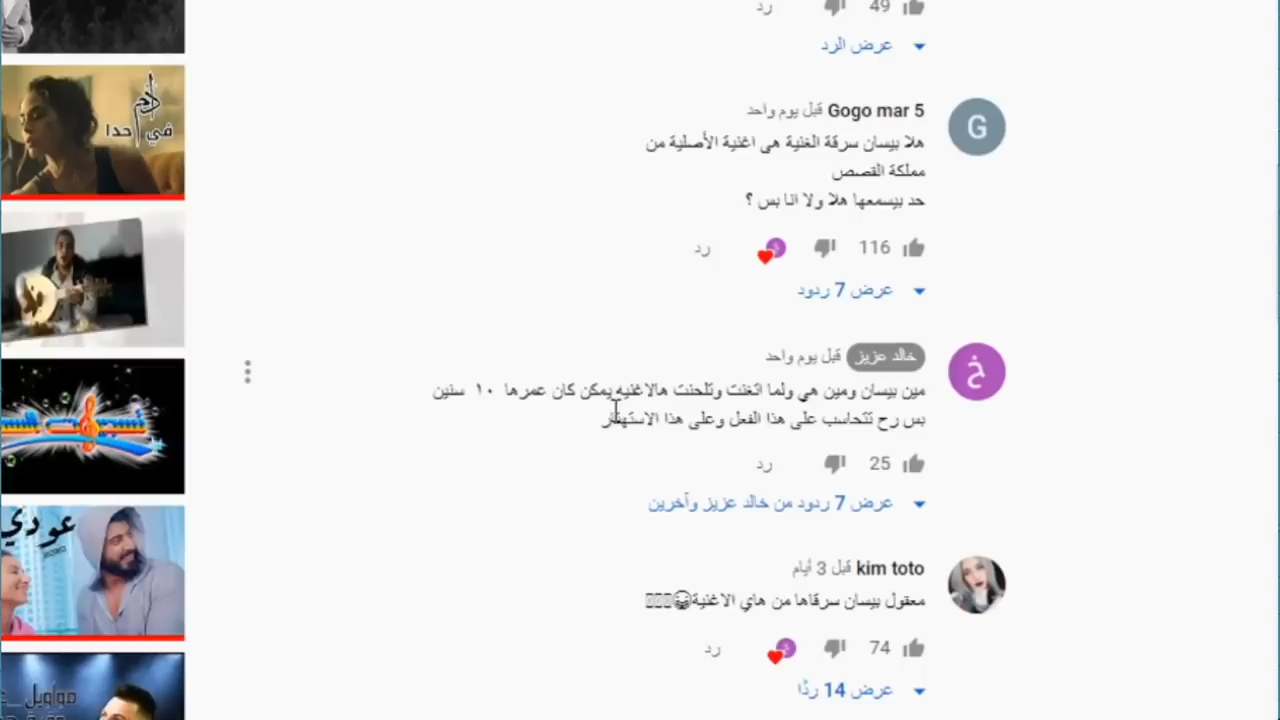 49
رد
عرض الرد
Gogo mar 5 قبل يوم واحد
هلا بيسان سرقة الغنية هي اغنية الأصلية من
مملكة القصص
حد بيسمعها هلا ولا انا بس ؟
116
رد
عرض 7 ردود
خالد عزيز قبل يوم واحد
مين بيسان ومين هي ولما اتغنت وتلحنت هالاغنيه يمكن كان عمرها ١٠ سنين
بس رح تتحاسب على هذا الفعل وعلى هذا الاستهتار
25
رد
عرض 7 ردود من خالد عزيز وآخرين
kim toto قبل 3 أيام
معقول بيسان سرقاها من هاي الاغنية😂
74
رد
عرض 14 ردًا
G
خ
في
حدا
عودي
مواويل